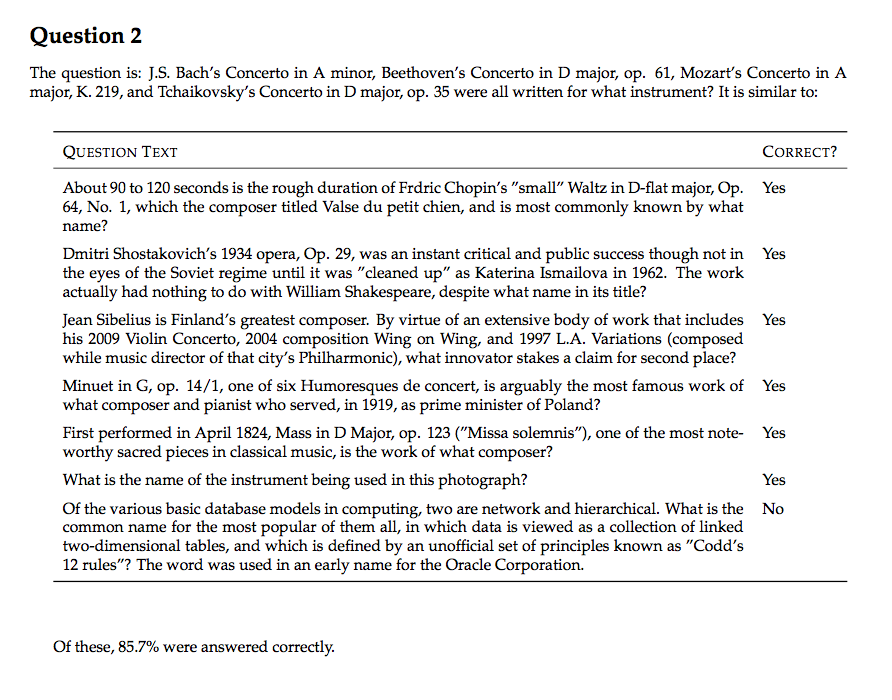 Question 2
The question is: J.S. Bach's Concerto in A minor, Beethoven's Concerto in D major, op. 61, Mozart's Concerto in A
major, K. 219, and Tchaikovsky's Concerto in D major, op. 35 were all written for what instrument? It is similar to:
QUESTION TEXT CORRECT?
About 90 to 120 seconds is the rough duration of Frdric Chopin's "small" Waltz in D-flat major, Op. Yes
64, No. 1, which the composer titled Valse du petit chien, and is most commonly known by what
name?
Dmitri Shostakovich's 1934 opera, Op. 29, was an instant critical and public success though not in Yes
the eyes of the Soviet regime until it was "cleaned up" as Katerina Ismailova in 1962. The work
actually had nothing to do with William Shakespeare, despite what name in its title?
Jean Sibelius is Finland's greatest composer. By virtue of an extensive body of work that includes Yes
his 2009 Violin Concerto, 2004 composition Wing on Wing, and 1997 L.A. Variations (composed
while music director of that city's Philharmonic), what innovator stakes a claim for second place?
Minuet in G, op. 14/1, one of six Humoresques de concert, is arguably the most famous work of Yes
what composer and pianist who served, in 1919, as prime minister of Poland?
First performed in April 1824, Mass in D Major, op. 123 ("Missa solemnis"), one of the most note- Yes
worthy sacred pieces in classical music, is the work of what composer?
What is the name of the instrument being used in this photograph? Yes
Of the various basic database models in computing, two are network and hierarchical. What is the No
common name for the most popular of them all, in which data is viewed as a collection of linked
two-dimensional tables, and which is defined by an unofficial set of principles known as "Codd's
12 rules"? The word was used in an early name for the Oracle Corporation.
Of these, 85.7% were answered correctly.